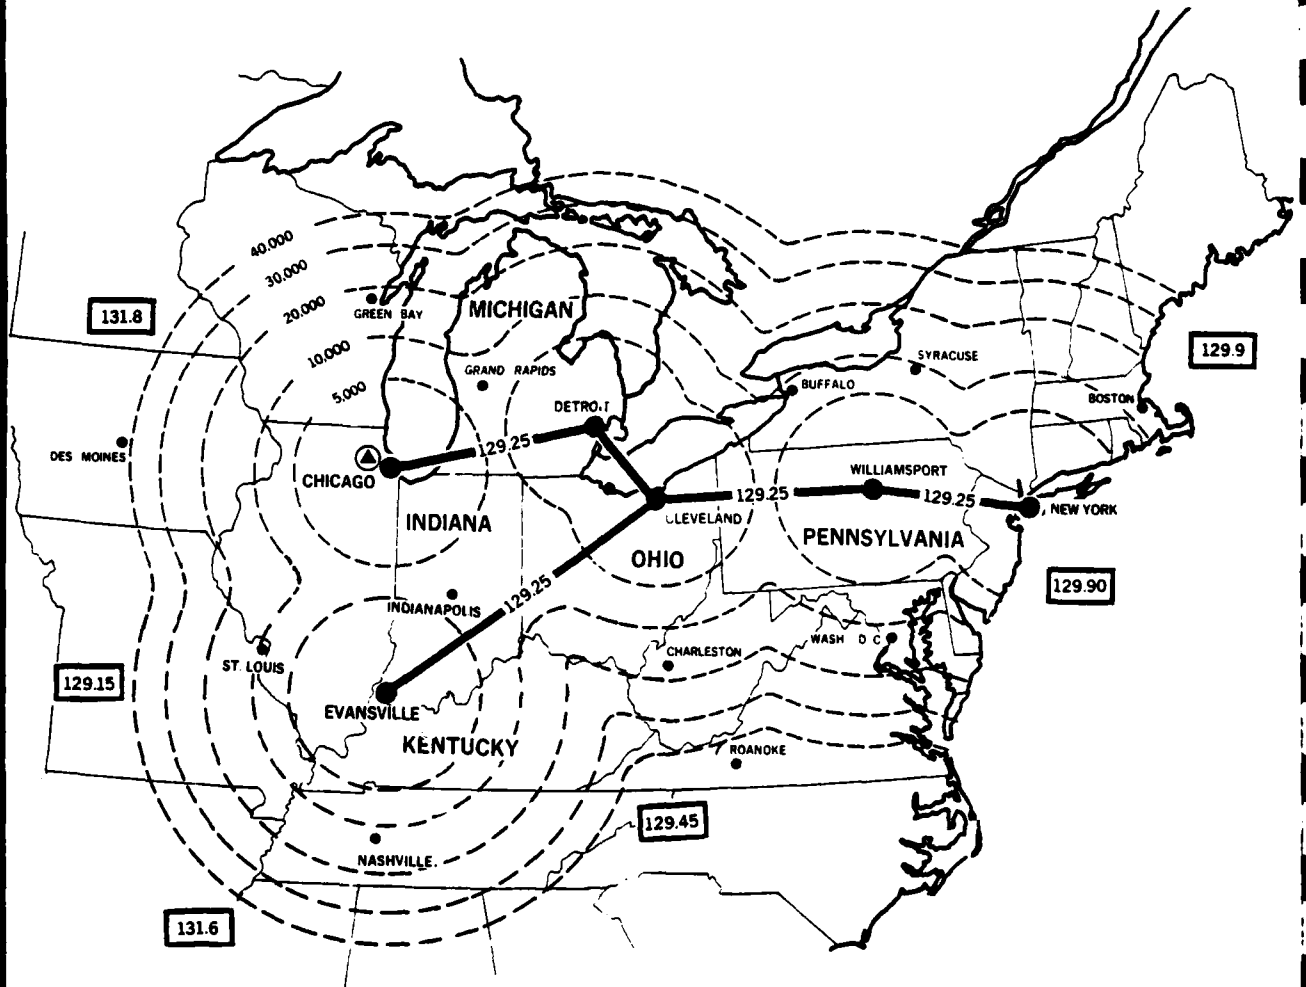 40.000
30.000
20.000
10,000
5,000
131.8
GREEN BAY
MICHIGAN
129.9
SYRACUSE
GRAND RAPIDS
BUFFALO
BOSTON
DETROIT
DES MOINES
129.25
CHICAGO
WILLIAMSPORT
129.25
129.25
NEW YORK
CLEVELAND
INDIANA
PENNSYLVANIA
OHIO
129.90
129.25
INDIANAPOLIS
WASH D C
CHARLESTON
ST. LOUIS
129.15
EVANSVILLE
KENTUCKY
ROANOKE
129.45
NASHVILLE.
131.6